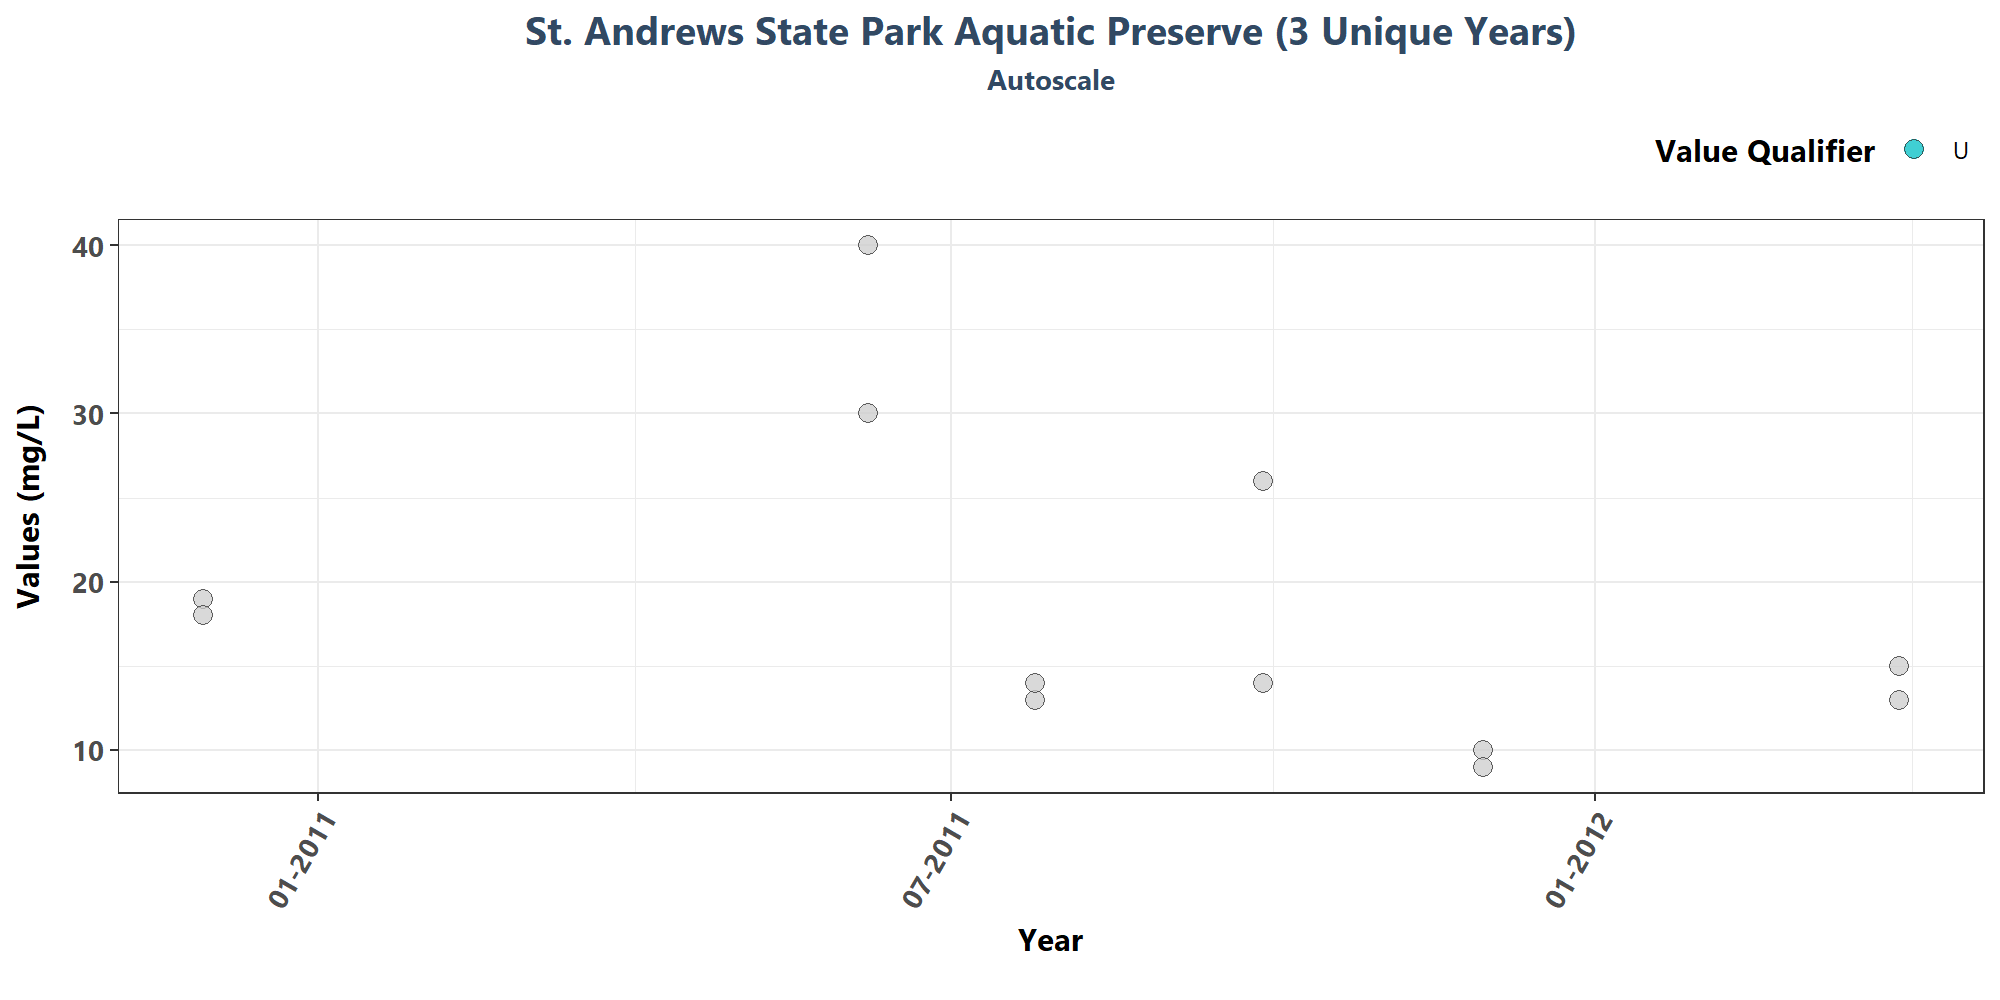 St. Andrews State Park Aquatic Preserve (3 Unique Years)
Autoscale
Value Qualifier U
Values (mg/L)
40
30
20
10
01-2011
07-2011
01-2012
Year